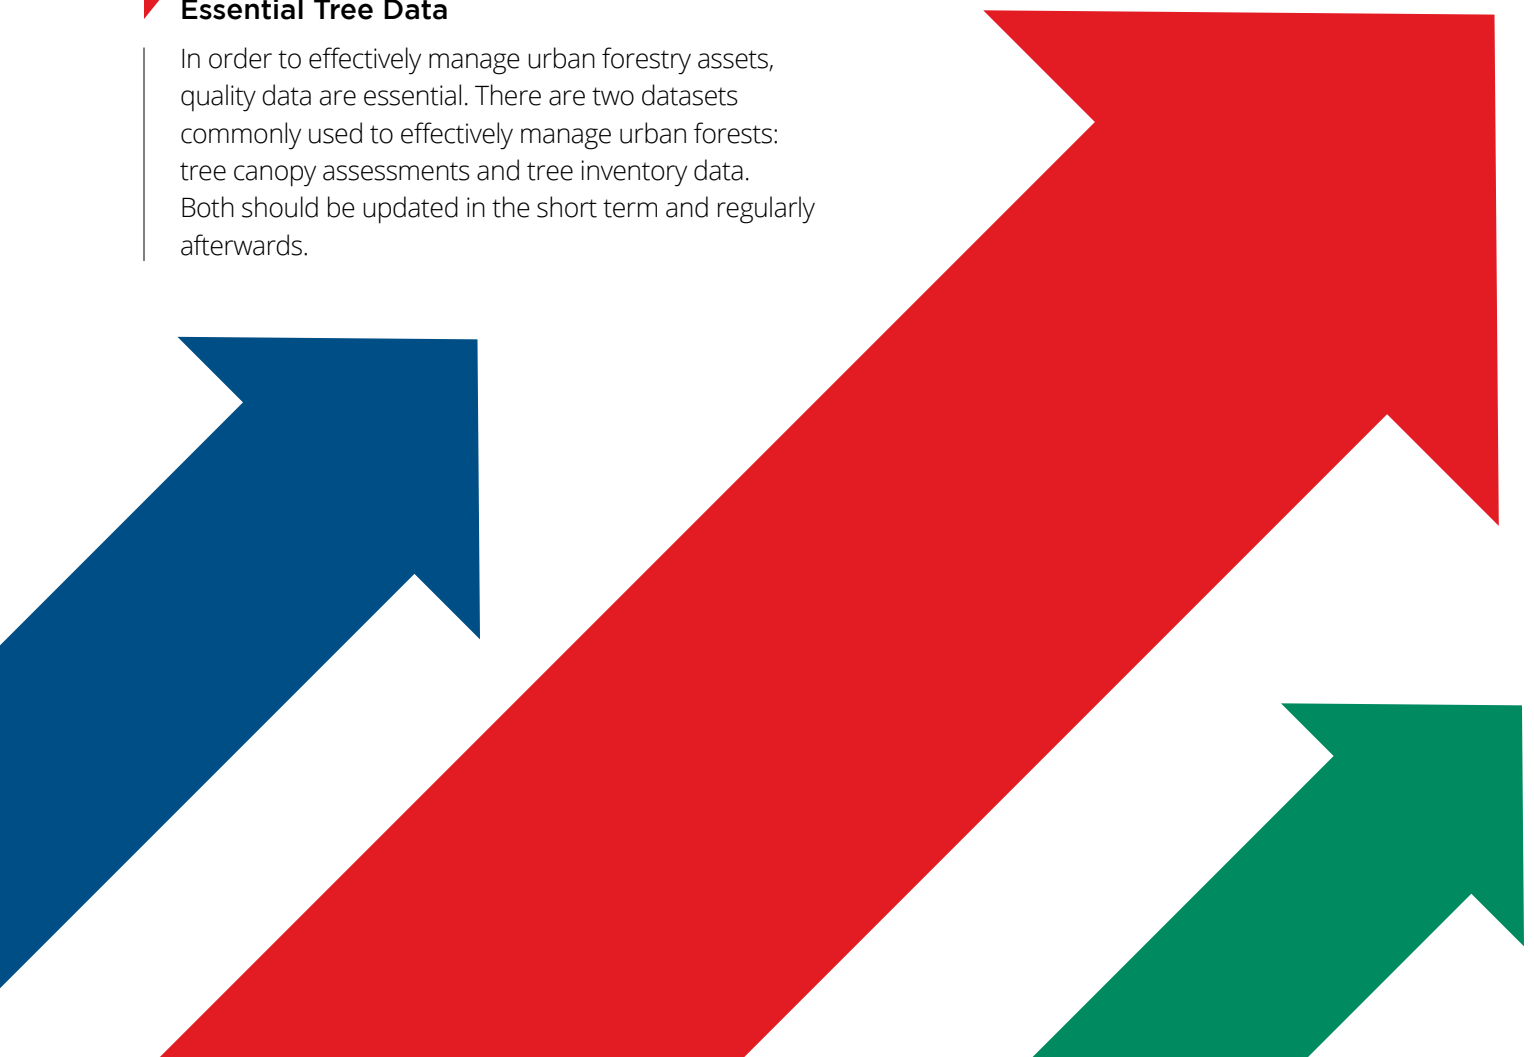 Essential Tree Data
In order to effectively manage urban forestry assets,
quality data are essential. There are two datasets
commonly used to effectively manage urban forests:
tree canopy assessments and tree inventory data.
Both should be updated in the short term and regularly
afterwards.